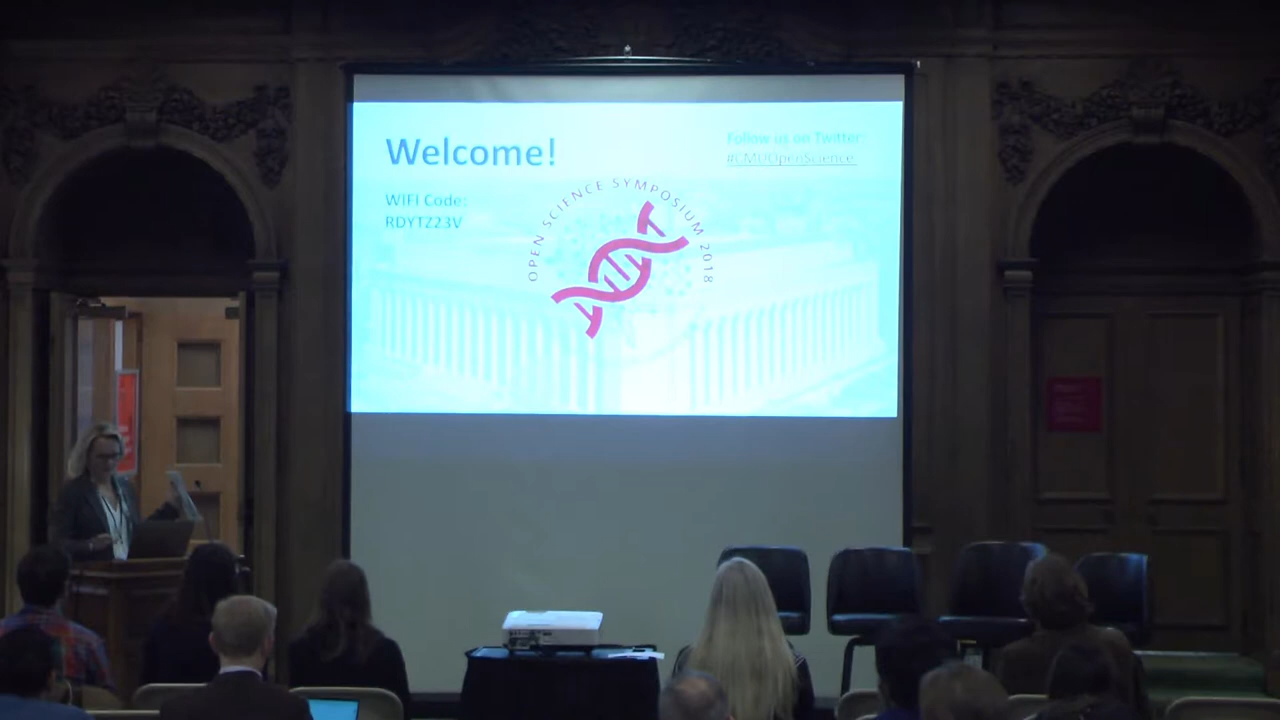 Welcome!
Follow us on Twitter:
#CMUOpenScience
WIFI Code:
RDYTZ23V
OPEN SCIENCE SYMPOSIUM 2018